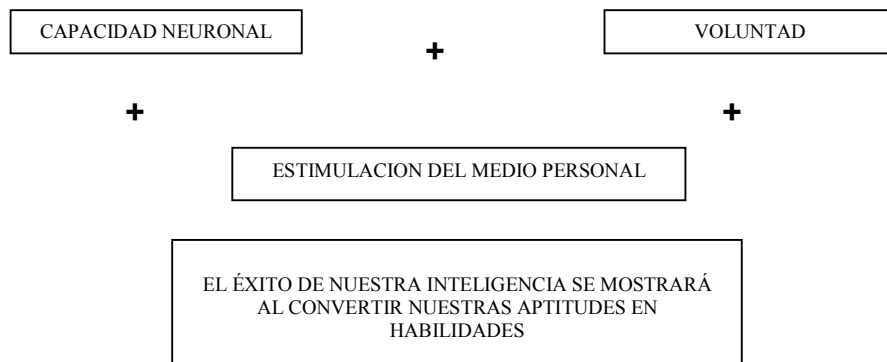 CAPACIDAD NEURONAL
+
VOLUNTAD
+
+
ESTIMULACION DEL MEDIO PERSONAL
EL ÉXITO DE NUESTRA INTELIGENCIA SE MOSTRARÁ
AL CONVERTIR NUESTRAS APTITUDES EN
HABILIDADES